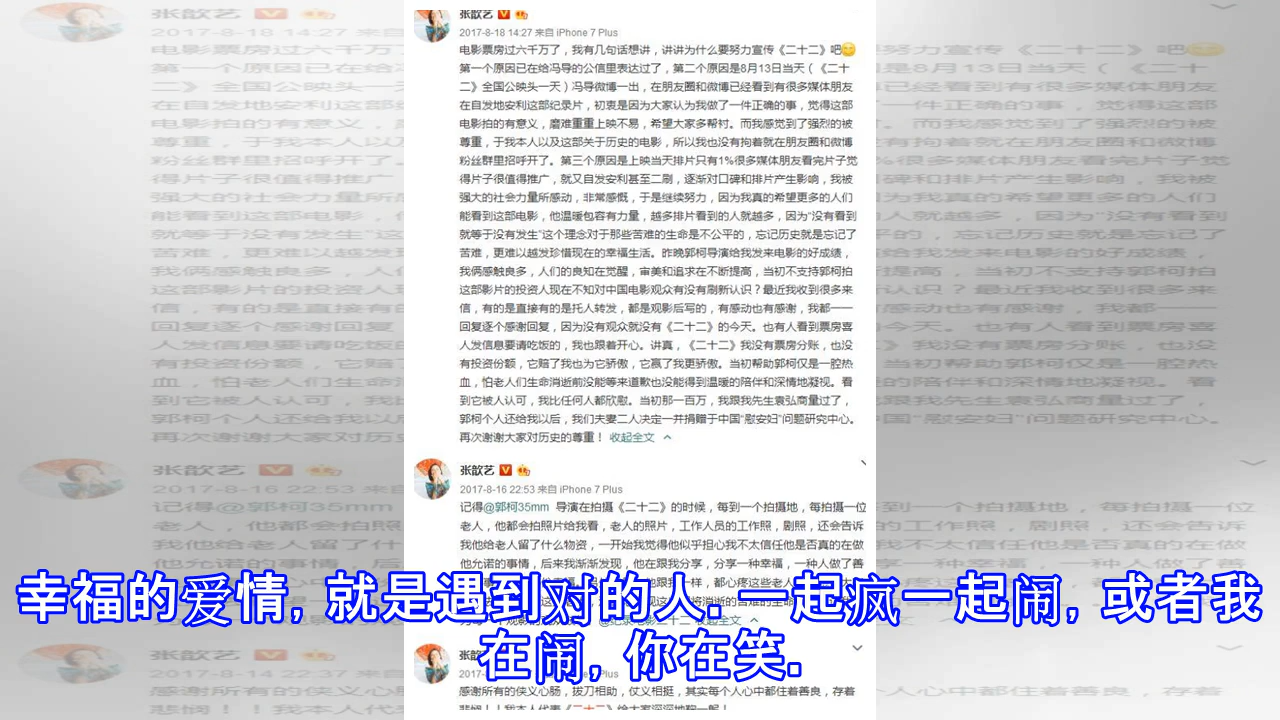 张歆艺
2017-8-18 14:27 来自 iPhone 7 Plus
电影票房过六千万了，我有几句话想讲，讲讲为什么要努力宣传《二十二》吧
第一个原因已在给冯导的公信里表达过了，第二个原因是8月13日当天（《二十
二》全国公映头一天）冯导微博一出，在朋友圈和微博已经看到有很多媒体朋友
在自发地安利这部纪录片，初衷是因为大家认为我做了一件正确的事，觉得这部
电影拍的有意义，磨难重重上映不易，希望大家多帮衬。而我感觉到了强烈的被
尊重，于我本人以及这部关于历史的电影，所以我也没有拘着就在朋友圈和微博
粉丝群里招呼开了。第三个原因是上映当天排片只有1%很多媒体朋友看完片子觉
得片子很值得推广，就又自发安利甚至二刷，逐渐对口碑和排片产生影响，我被
强大的社会力量所感动，非常感慨，于是继续努力，因为我真的希望更多的人们
能看到这部电影，他温暖包容有力量，越多排片看到的人就越多，因为“没有看到
就等于没有发生”这个理念对于那些苦难的生命是不公平的，忘记历史就是忘记了
苦难，更难以越发珍惜现在的幸福生活。昨晚郭柯导演给我发来电影的好成绩，
我俩感触良多，人们的良知在觉醒，审美和追求在不断提高，当初不支持郭柯拍
这部影片的投资人现在不知对中国电影观众有没有刷新认识？最近我收到很多来
信，有的是直接有的是托人转发，都是观影后写的，有感动也有感谢，我都一一
回复逐个感谢回复，因为没有观众就没有《二十二》的今天。也有人看到票房喜
人发信息要请吃饭的，我也跟着开心。讲真，《二十二》我没有票房分账，也没
有投资份额，它赔了我也为它骄傲，它赢了我更骄傲。当初帮助郭柯仅是一腔热
血，怕老人们生命消逝前没能等来道歉也没能得到温暖的陪伴和深情地凝视。看
到它被人认可，我比任何人都欣慰。当初那一百万，我跟我先生袁弘商量过了，
郭柯个人还给我以后，我们夫妻二人决定一并捐赠于中国“慰安妇”问题研究中心。
再次谢谢大家对历史的尊重！ 收起全文
张歆艺
2017-8-16 22:53 来自 iPhone 7 Plus
记得@郭柯35mm 导演在拍摄《二十二》的时候，每到一个拍摄地，每拍摄一位
老人，他都会拍照片给我看，老人的照片，工作人员的工作照，剧照，还会告诉
我他给老人留了什么物资，一开始我觉得他似乎担心我不太信任他是否真的在做
他允诺的事情，后来我渐渐发现，他在跟我分享，分享一种幸福，一种人做了善
幸福的爱情, 就是遇到对的人. 一起疯一起闹, 或者我
在闹, 你在笑.
感谢所有的侠义心肠，拔刀相助，仗义相挺，其实每个人心中都住着善良，存着